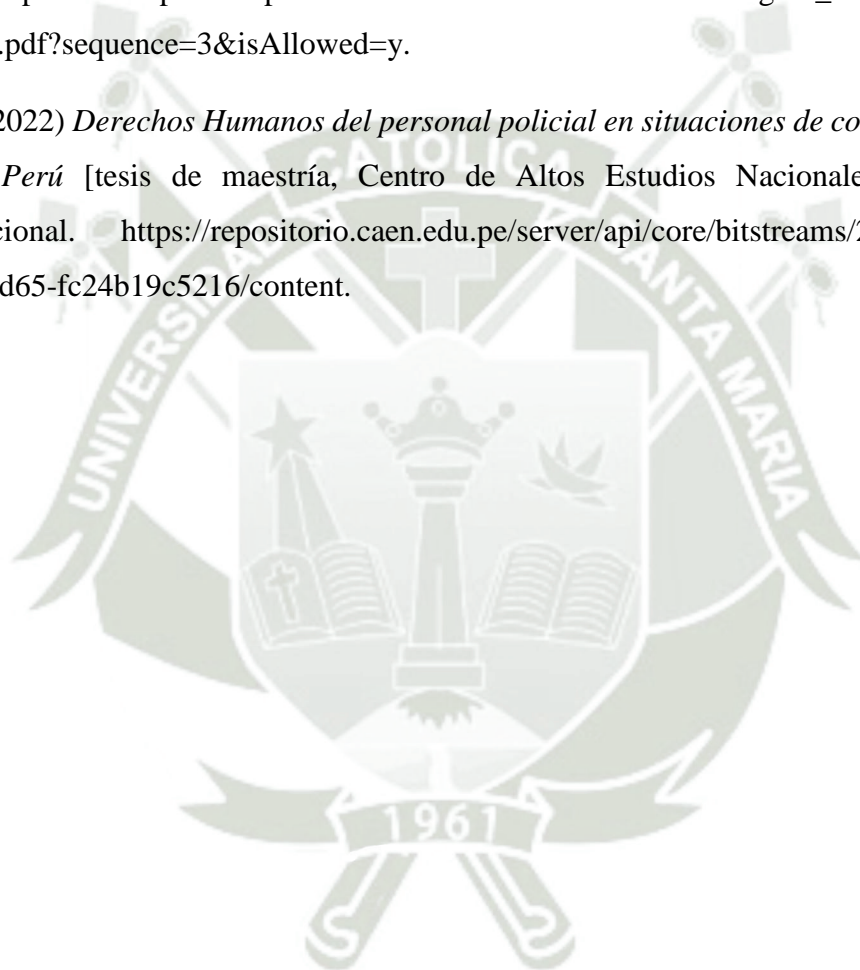 .pdf?sequence=3&isAllowed=y.
2022) Derechos Humanos del personal policial en situaciones de co
Perú [tesis de maestría, Centro de Altos Estudios Nacionale
cional. https://repositorio.caen.edu.pe/server/api/core/bitstreams/2
d65-fc24b19c5216/content.
CATOLICA
UNIVERSI
SANTA MARIA
1961